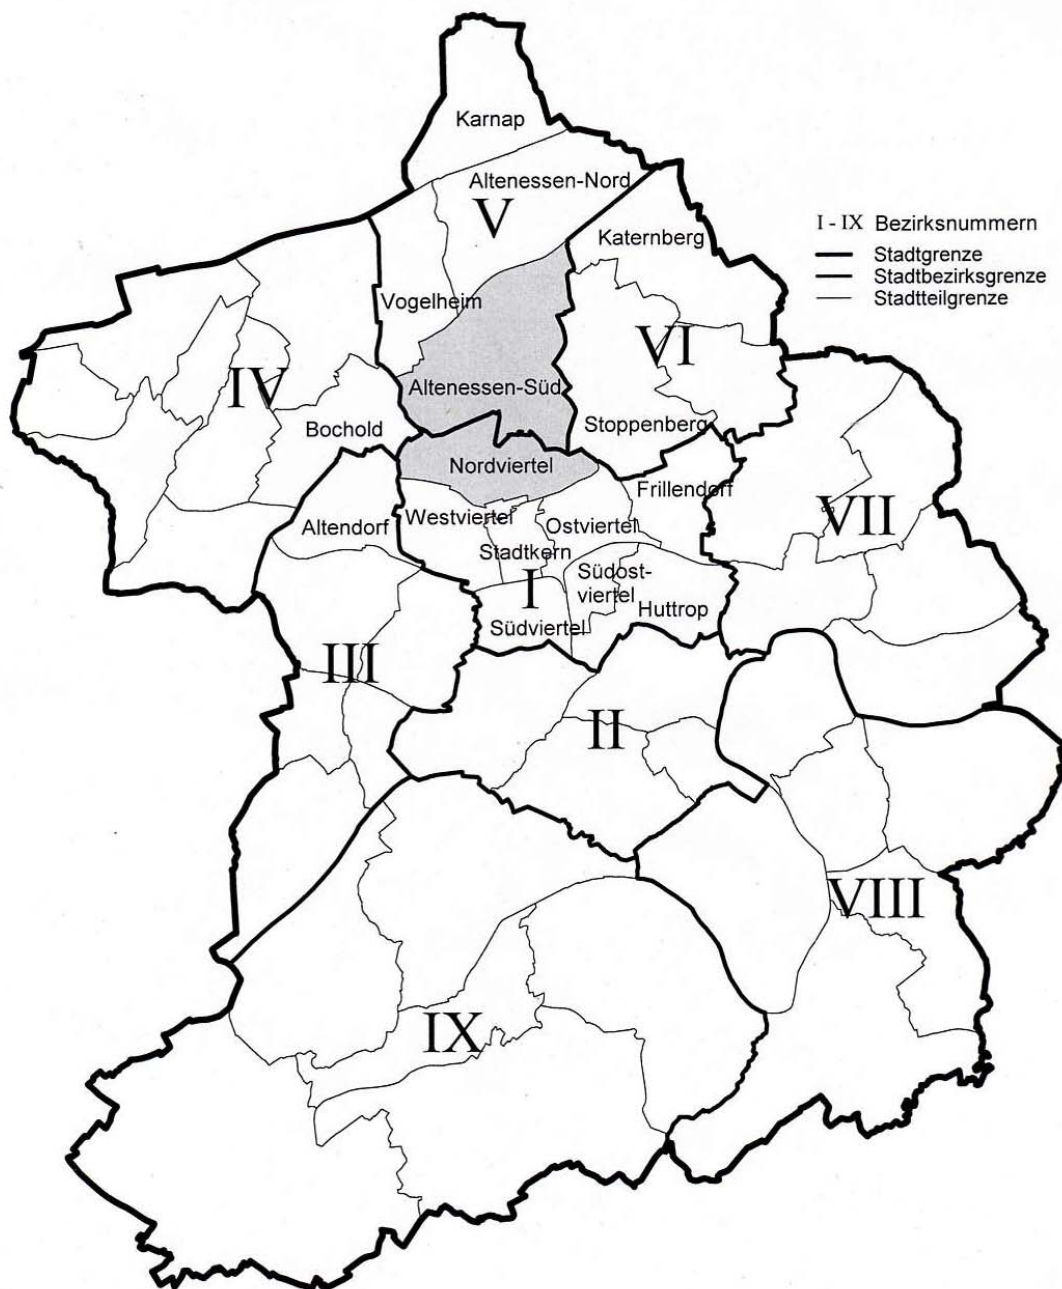 Karnap
Altenessen-Nord
V
I - IX Bezirksnummern
Stadtgrenze
Stadtbezirksgrenze
Stadtteilgrenze
Katernberg
Vogelheim
VI
IV
Altenessen-Süd
Bochold
Stoppenberg
Nordviertel
Frillendorf
Altendorf
Westviertel
Ostviertel
VII
Stadtkern
I
Südost-
viertel
Huttrop
Südviertel
III
II
VIII
IX